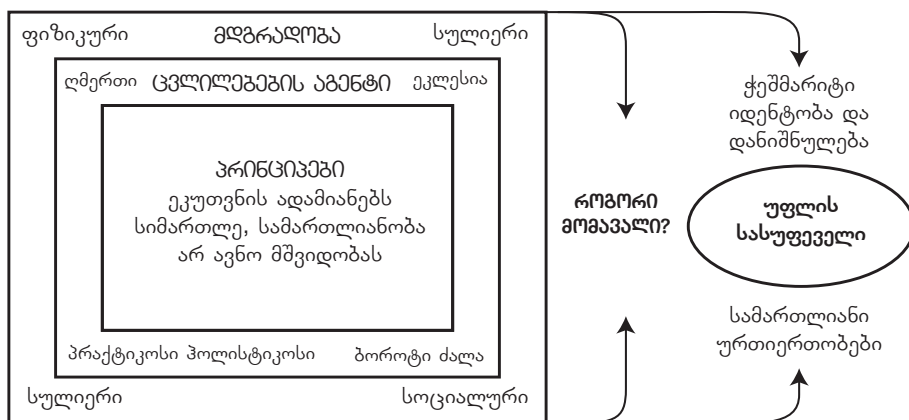 ფიზიკური მდგრადობა სულიერი
ღმერთი ცვლილებების აგენტი ეკლესია
პრინციპები
ეკუთვნის ადამიანებს
სიმართლე, სამართლიანობა
არ ავნო მშვიდობას
პრაქტიკოსი ჰოლისტიკოსი ბოროტი ძალა
სულიერი სოციალური
როგორი
მომავალი?
ჭეშმარიტი
იდენტობა და
დანიშნულება
უფლის
სასუფეველი
სამართლიანი
ურთიერთობები